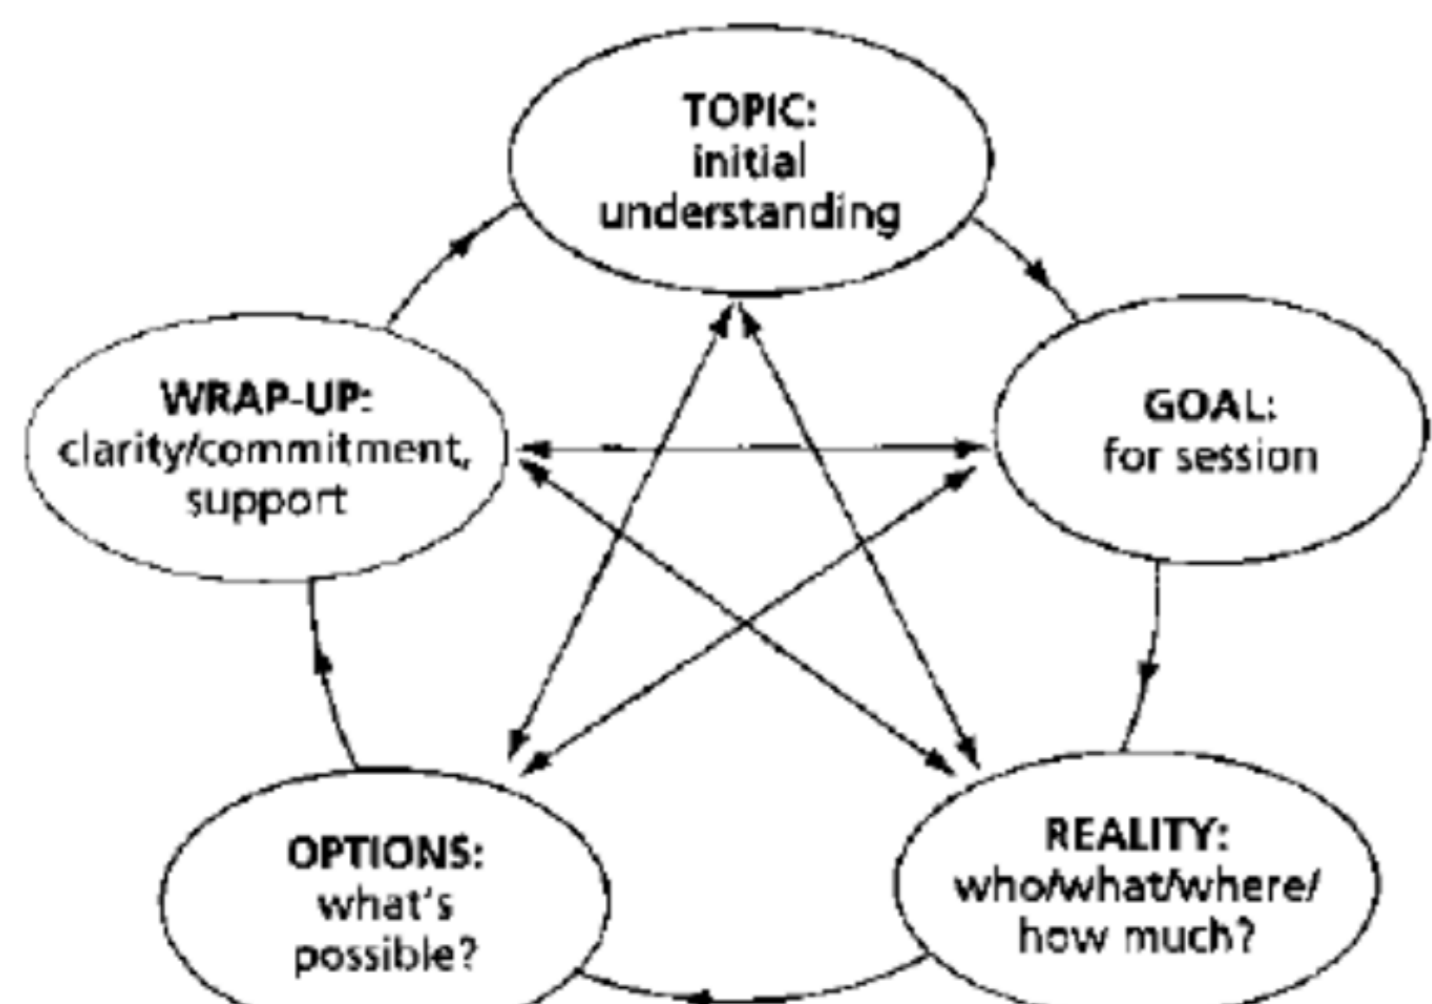 TOPIC:
initial
understanding
GOAL:
for session
REALITY:
who/what/where/
how much?
OPTIONS:
what's
possible?
WRAP-UP:
clarity/commitment,
support